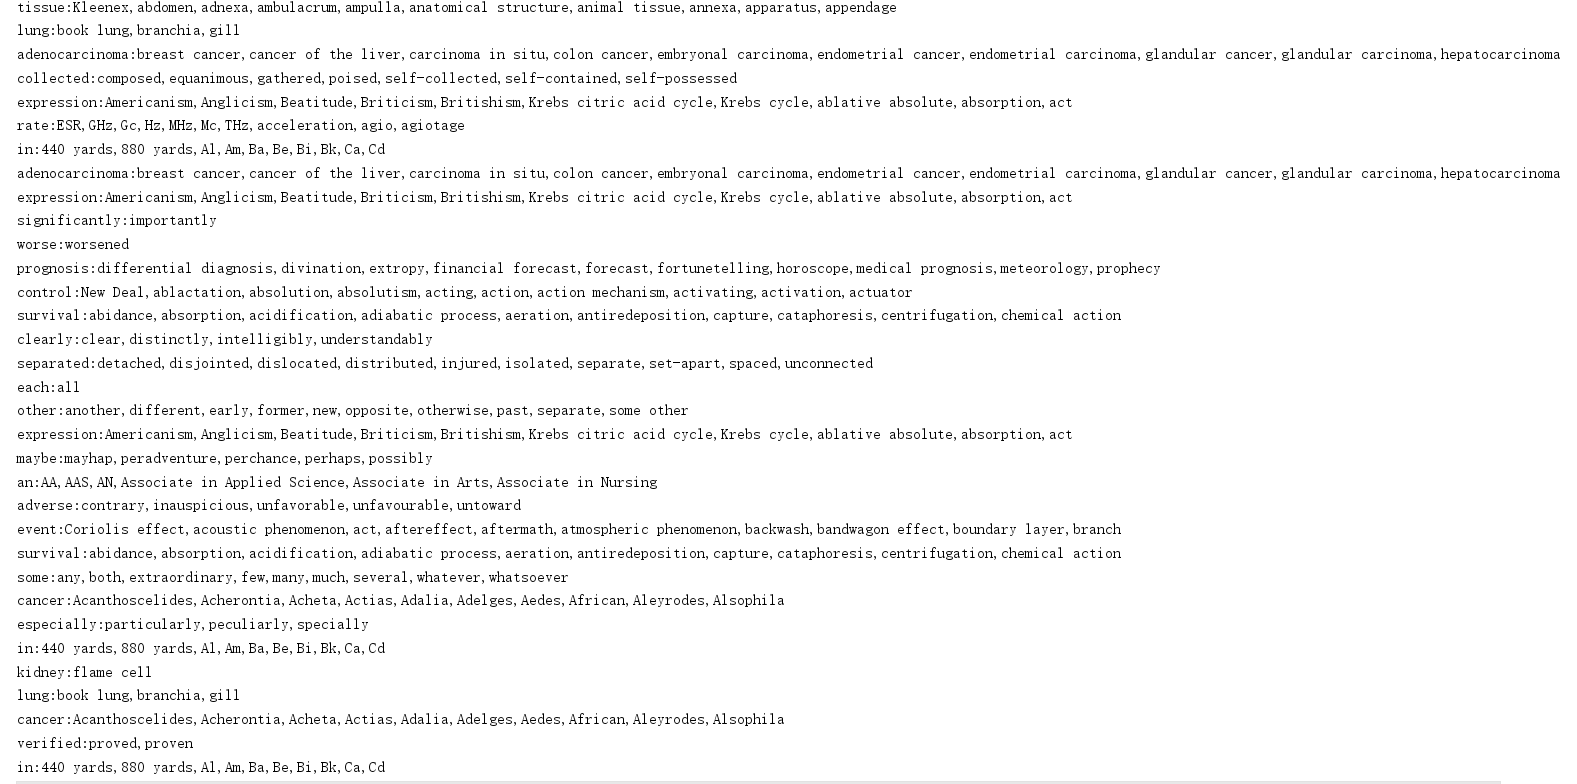 tissue:Kleenex,abdomen,adnexa,ambulacrum,ampulla,anatomical structure,animal tissue,annexa,apparatus,appendage
lung:book lung,branchia,gill
adenocarcinoma:breast cancer,cancer of the liver,carcinoma in situ,colon cancer,embryonal carcinoma,endometrial cancer,endometrial carcinoma,glandular cancer,glandular carcinoma,hepatocarcinoma
collected:composed,equanimous,gathered,poised,self-collected,self-contained,self-possessed
expression:Americanism,Anglicism,Beatitude,Briticism,Britishism,Krebs citric acid cycle,Krebs cycle,ablative absolute,absorption,act
rate:ESR,GHz,Gc,Hz,MHz,Mc,THz,acceleration,agio,agiotage
in:440 yards,880 yards,Al,Am,Ba,Be,Bi,Bk,Ca,Cd
adenocarcinoma:breast cancer,cancer of the liver,carcinoma in situ,colon cancer,embryonal carcinoma,endometrial cancer,endometrial carcinoma,glandular cancer,glandular carcinoma,hepatocarcinoma
expression:Americanism,Anglicism,Beatitude,Briticism,Britishism,Krebs citric acid cycle,Krebs cycle,ablative absolute,absorption,act
significantly:importantly
worse:worsened
prognosis:differential diagnosis,divination,extropy,financial forecast,forecast,fortunetelling,horoscope,medical prognosis,meteorology,prophecy
control:New Deal,ablactation,absolution,absolutism,acting,action,action mechanism,activating,activation,actuator
survival:abidance,absorption,acidification,adiabatic process,aeration,antiredeposition,capture,cataphoresis,centrifugation,chemical action
clearly:clear,distinctly,intelligibly,understandably
separated:detached,disjointed,dislocated,distributed,injured,isolated,separate,set-apart,spaced,unconnected
each:all
other:another,different,early,former,new,opposite,otherwise,past,separate,some other
expression:Americanism,Anglicism,Beatitude,Briticism,Britishism,Krebs citric acid cycle,Krebs cycle,ablative absolute,absorption,act
maybe:mayhap,peradventure,perchance,perhaps,possibly
an:AA,AAS,AN,Associate in Applied Science,Associate in Arts,Associate in Nursing
adverse:contrary,inauspicious,unfavorable,unfavourable,untoward
event:Coriolis effect,acoustic phenomenon,act,aftereffect,aftermath,atmospheric phenomenon,backwash,bandwagon effect,boundary layer,branch
survival:abidance,absorption,acidification,adiabatic process,aeration,antiredeposition,capture,cataphoresis,centrifugation,chemical action
some:any,both,extraordinary,few,many,much,several,whatever,whatsoever
cancer:Acanthoscelides,Acherontia,Acheta,Actias,Adalia,Adelges,Aedes,African,Aleyrodes,Alsophila
especially:particularly,peculiarly,specially
in:440 yards,880 yards,Al,Am,Ba,Be,Bi,Bk,Ca,Cd
kidney:flame cell
lung:book lung,branchia,gill
cancer:Acanthoscelides,Acherontia,Acheta,Actias,Adalia,Adelges,Aedes,African,Aleyrodes,Alsophila
verified:proved,proven
in:440 yards,880 yards,Al,Am,Ba,Be,Bi,Bk,Ca,Cd